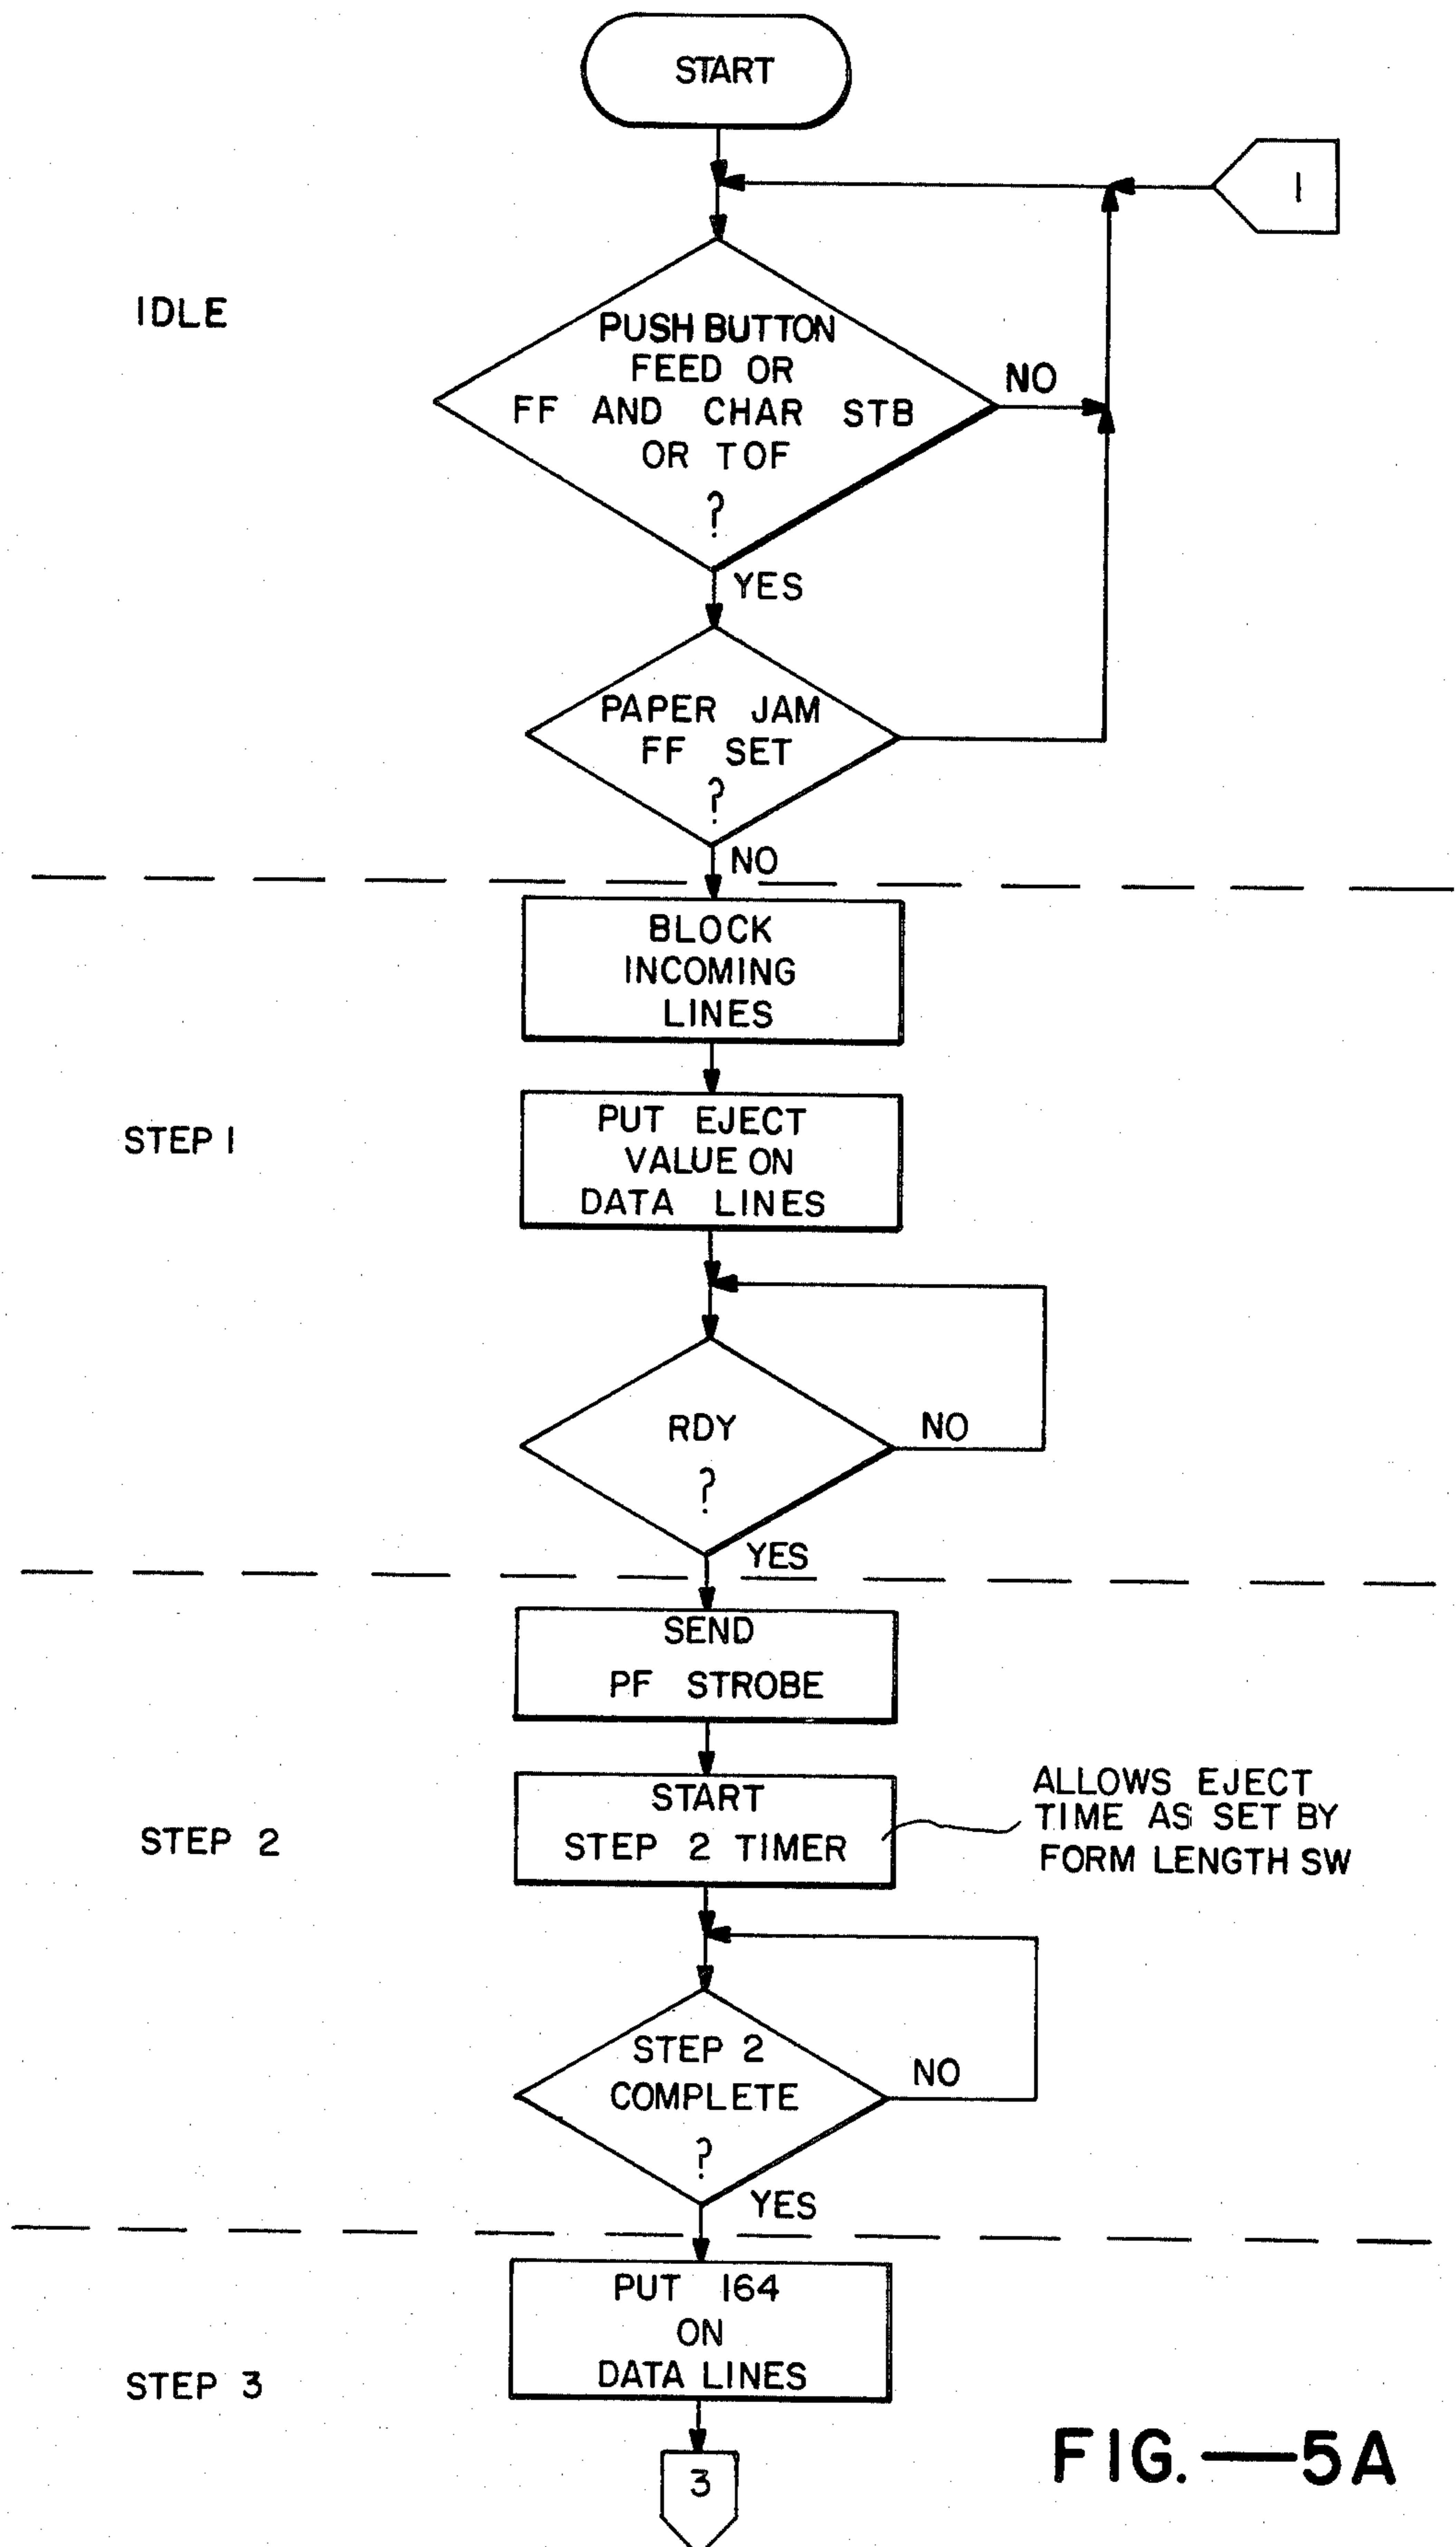 START
1
IDLE
PUSH BUTTON
FEED OR
FF AND CHAR STB
OR TOF
?
NO
YES
PAPER JAM
FF SET
?
NO
BLOCK
INCOMING
LINES
STEP 1
PUT EJECT
VALUE ON
DATA LINES
RDY
?
NO
YES
SEND
PF STROBE
STEP 2
START
STEP 2 TIMER
ALLOWS EJECT
TIME AS SET BY
FORM LENGTH SW
STEP 2
COMPLETE
?
NO
YES
STEP 3
PUT 164
ON
DATA LINES
3
FIG.—5A